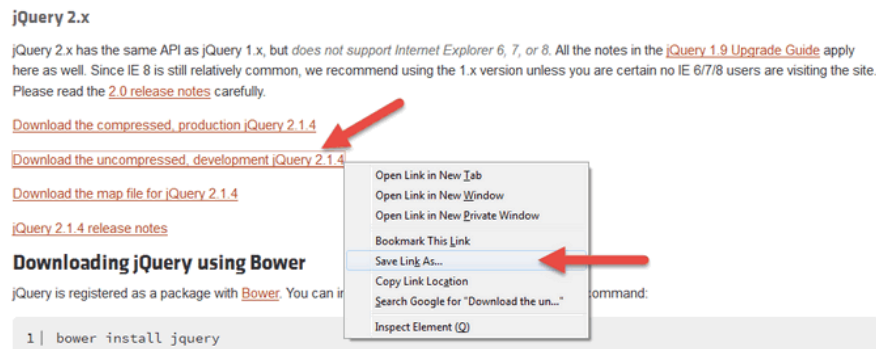 jQuery 2.x
jQuery 2.x has the same API as jQuery 1.x, but does not support Internet Explorer 6, 7, or 8. All the notes in the jQuery 1.9 Upgrade Guide apply
here as well. Since IE 8 is still relatively common, we recommend using the 1.x version unless you are certain no IE 6/7/8 users are visiting the site.
Please read the 2.0 release notes carefully.
Download the compressed, production jQuery 2.1.4
Download the uncompressed, development jQuery 2.1.4
Open Link in New Tab
Download the map file for jQuery 2.1.4
Open Link in New Window
Open Link in New Private Window
jQuery 2.1.4 release notes
Bookmark This Link
Downloading jQuery using Bower
Save Link As...
Copy Link Location
jQuery is registered as a package with Bower. You can in
ommand:
Search Google for "Download the un..."
Inspect Element (Q)
1| bower install jquery